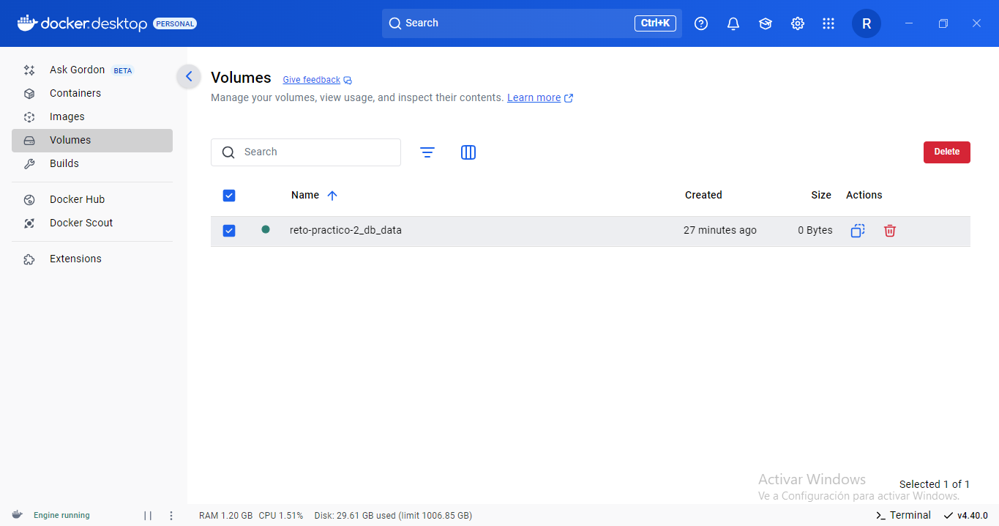 docker.desktop PERSONAL
Search
Ctrl+K
R
Ask Gordon BETA
Containers
Images
Volumes
Builds
Docker Hub
Docker Scout
Extensions
Volumes Give feedback
Manage your volumes, view usage, and inspect their contents. Learn more
Search
Delete
Name Created Size Actions
reto-practico-2_db_data 27 minutes ago 0 Bytes
Activar Windows
Selected 1 of 1
Ve a Configuración para activar Windows.
Engine running RAM 1.20 GB CPU 1.51% Disk: 29.61 GB used (limit 1006.85 GB) Terminal v4.40.0